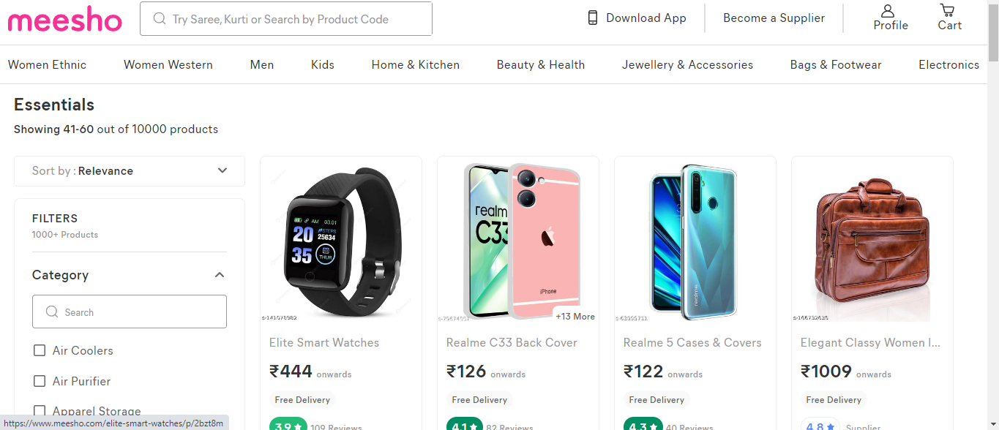 meesho
Try Saree, Kurti or Search by Product Code
Download App
Become a Supplier
Profile
Cart
Women Ethnic
Women Western
Men
Kids
Home & Kitchen
Beauty & Health
Jewellery & Accessories
Bags & Footwear
Electronics
Essentials
Showing 41-60 out of 10000 products
Sort by : Relevance
FILTERS
1000+ Products
Category
Search
Air Coolers
Air Purifier
Apparel Storage
AM 03.01
20
STEPS
25634
35
THUR
s-141078982
Elite Smart Watches
₹444 onwards
Free Delivery
3.9 ★ 109 Reviews
realm
C33
iPhone
+13 More
Realme C33 Back Cover
₹126 onwards
Free Delivery
4.1 ★ 82 Reviews
realme
Realme 5 Cases & Covers
₹122 onwards
Free Delivery
4.3 ★ 40 Reviews
Elegant Classy Women I...
₹1009 onwards
Free Delivery
4.8 ★ Supplier
https://www.meesho.com/elite-smart-watches/p/2bzt8m